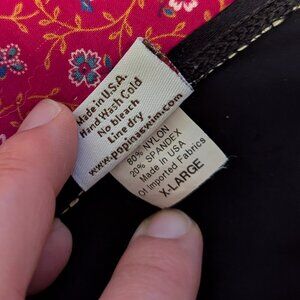 Made in U.S.A.
Hand Wash Cold
No bleach
Line dry
www.popinaswim.com
80% NYLON
20% SPANDEX
Made in USA
Of Imported Fabrics
X-LARGE